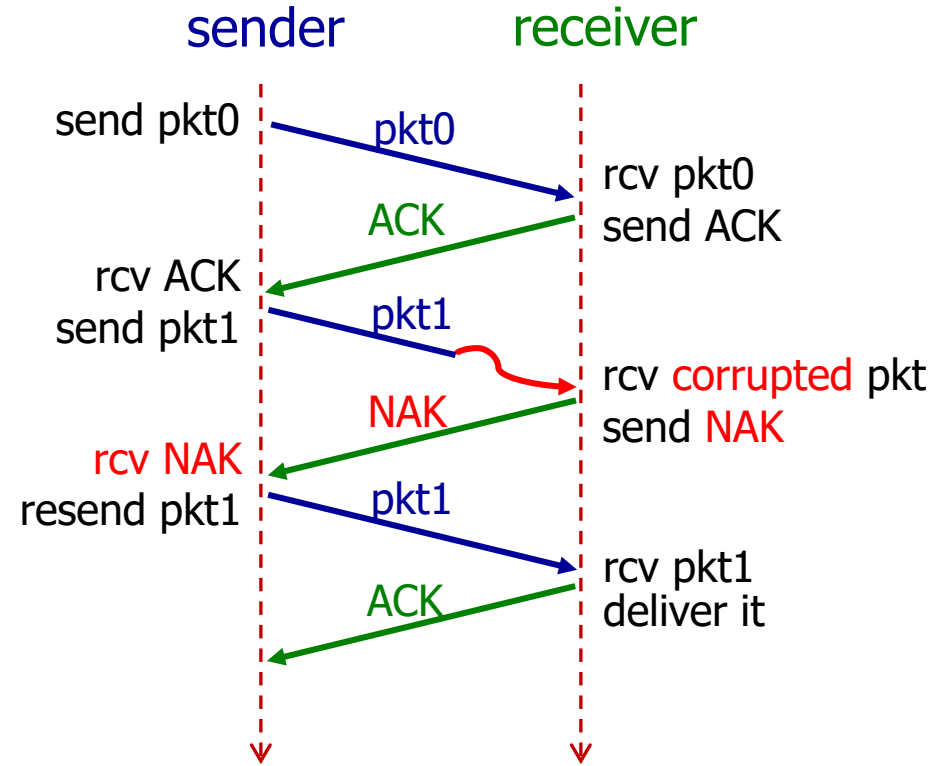 sender
receiver
send pkt0
pkt0
rcv pkt0
send ACK
ACK
rcv ACK
send pkt1
pkt1
rcv corrupted pkt
send NAK
NAK
rcv NAK
resend pkt1
pkt1
rcv pkt1
deliver it
ACK